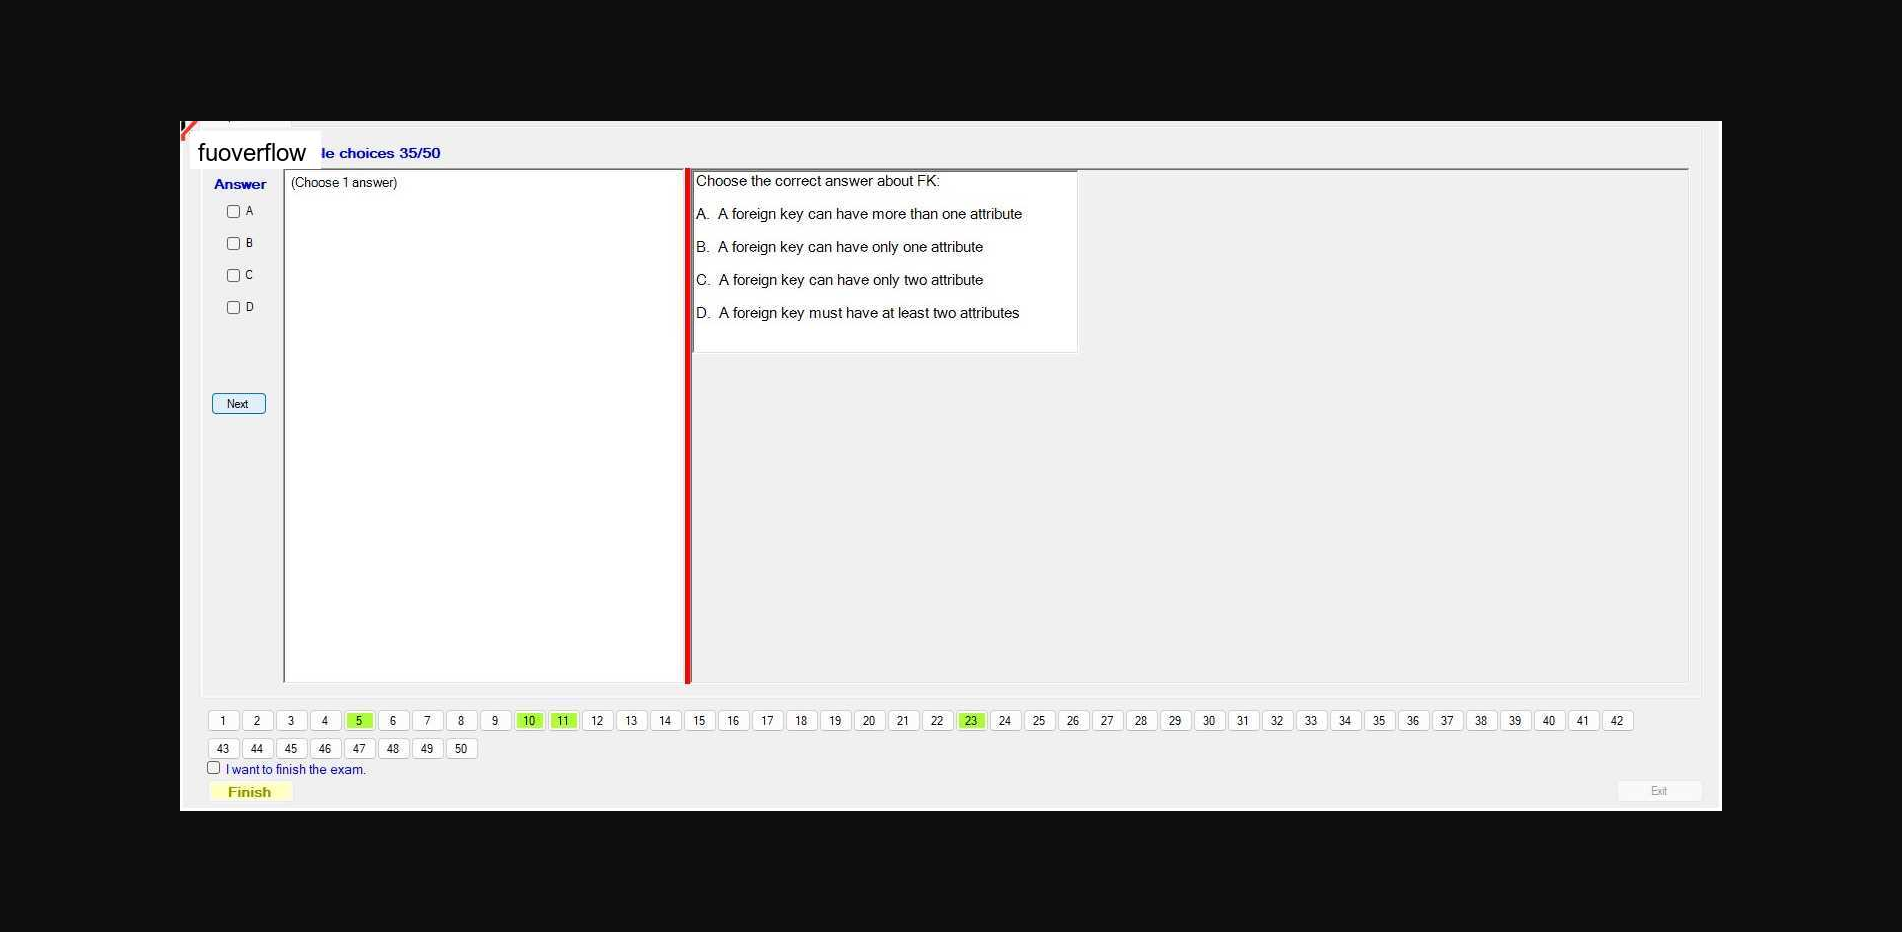 fuoverflow
le choices 35/50
Answer
(Choose 1 answer)
A
B
C
D
Next
Choose the correct answer about FK:
A. A foreign key can have more than one attribute
B. A foreign key can have only one attribute
C. A foreign key can have only two attribute
D. A foreign key must have at least two attributes
1 2 3 4 5 6 7 8 9 10 11 12 13 14 15 16 17 18 19 20 21 22 23 24 25 26 27 28 29 30 31 32 33 34 35 36 37 38 39 40 41 42
43 44 45 46 47 48 49 50
I want to finish the exam.
Finish
Exit